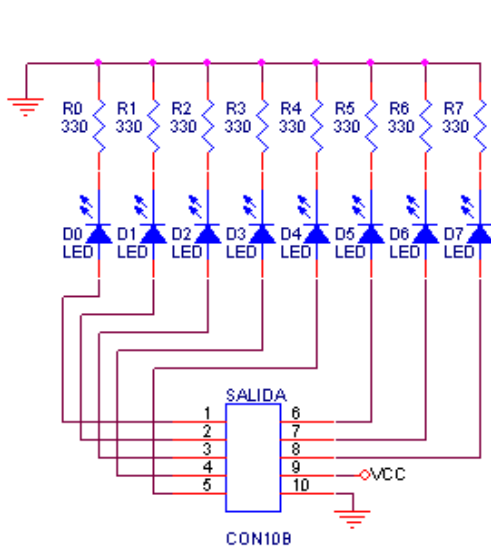 R0 R1 R2 R3 R4 R5 R6 R7
330 330 330 330 330 330 330 330
D0 D1 D2 D3 D4 D5 D6 D7
LED LED LED LED LED LED LED LED
SALIDA
1 6
2 7
3 8
4 9 VCC
5 10
CON10B